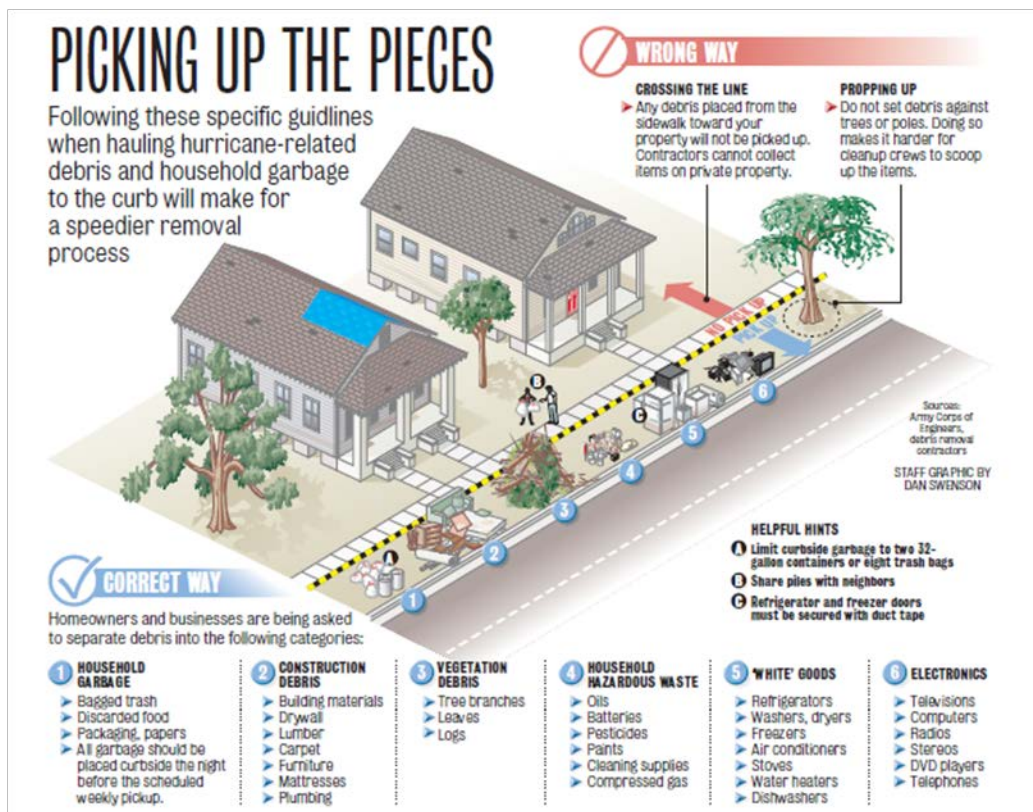 PICKING UP THE PIECES
Following these specific guidlines
when hauling hurricane-related
debris and household garbage
to the curb will make for
a speedier removal
process
WRONG WAY
CROSSING THE LINE
Any debris placed from the
sidewalk toward your
property will not be picked up.
Contractors cannot collect
items on private property.
PROPPING UP
Do not set debris against
trees or poles. Doing so
makes it harder for
cleanup crews to scoop
up the items.
NO PICK UP
PICK UP
B
C
A
6
5
4
3
2
1
Sources:
Army Corps of
Engineers,
debris removal
contractors
STAFF GRAPHIC BY
DAN SWENSON
HELPFUL HINTS
A Limit curbside garbage to two 32-
gallon containers or eight trash bags
B Share piles with neighbors
C Refrigerator and freezer doors
must be secured with duct tape
CORRECT WAY
Homeowners and businesses are being asked
to separate debris into the following categories:
1 HOUSEHOLD
GARBAGE
Bagged trash
Discarded food
Packaging, papers
All garbage should be
placed curbside the night
before the scheduled
weekly pickup.
2 CONSTRUCTION
DEBRIS
Building materials
Drywall
Lumber
Carpet
Furniture
Mattresses
Plumbing
3 VEGETATION
DEBRIS
Tree branches
Leaves
Logs
4 HOUSEHOLD
HAZARDOUS WASTE
Oils
Batteries
Pesticides
Paints
Cleaning supplies
Compressed gas
5 'WHITE' GOODS
Refrigerators
Washers, dryers
Freezers
Air conditioners
Stoves
Water heaters
Dishwashers
6 ELECTRONICS
Televisions
Computers
Radios
Stereos
DVD players
Telephones